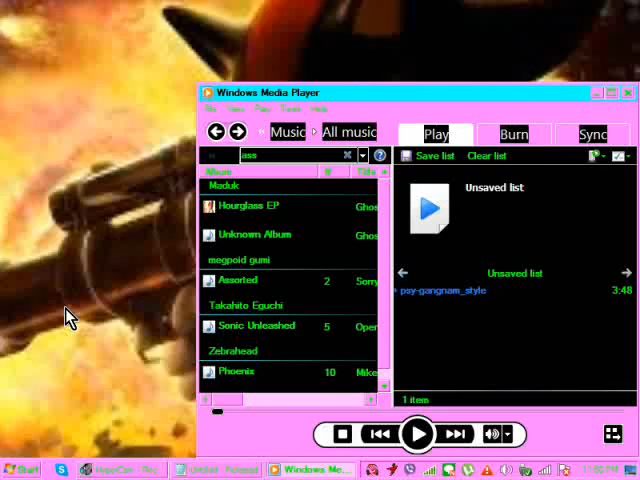 Windows Media Player
File View Play Tools Help
Music All music
Play Burn Sync
ass
Save list Clear list
Album # Title
Maduk
Hourglass EP Ghos
Unknown Album Ghos
megpoid gumi
Assorted 2 Sorry
Takahito Eguchi
Sonic Unleashed 5 Oper
Zebrahead
Phoenix 10 Mike
Unsaved list
Unsaved list
psy-gangnam_style 3:48
1 item
Start
HyperCam - Rec
Untitled - Notepad
Windows Me...